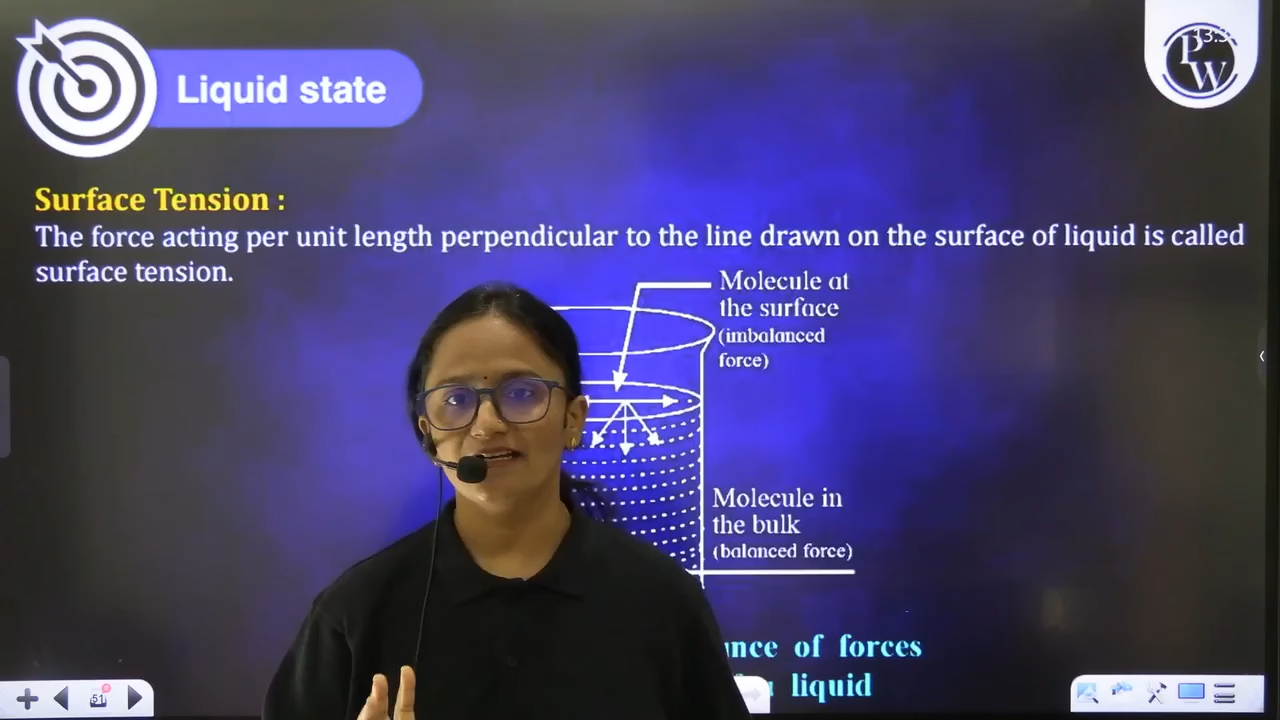 Liquid state
PW
Surface Tension :
The force acting per unit length perpendicular to the line drawn on the surface of liquid is called
surface tension.
Molecule at
the surface
(imbalanced
force)
Molecule in
the bulk
(balanced force)
of forces
liquid
51